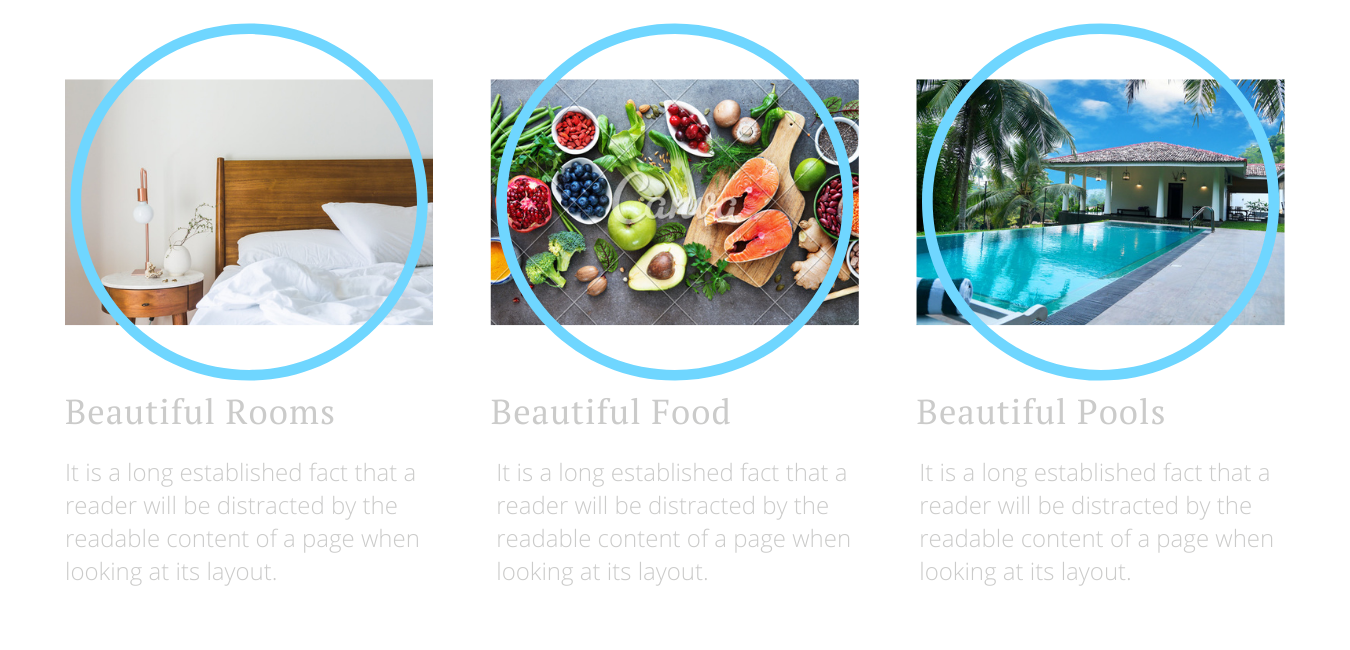 Canva
Beautiful Rooms
It is a long established fact that a
reader will be distracted by the
readable content of a page when
looking at its layout.
Beautiful Food
It is a long established fact that a
reader will be distracted by the
readable content of a page when
looking at its layout.
Beautiful Pools
It is a long established fact that a
reader will be distracted by the
readable content of a page when
looking at its layout.